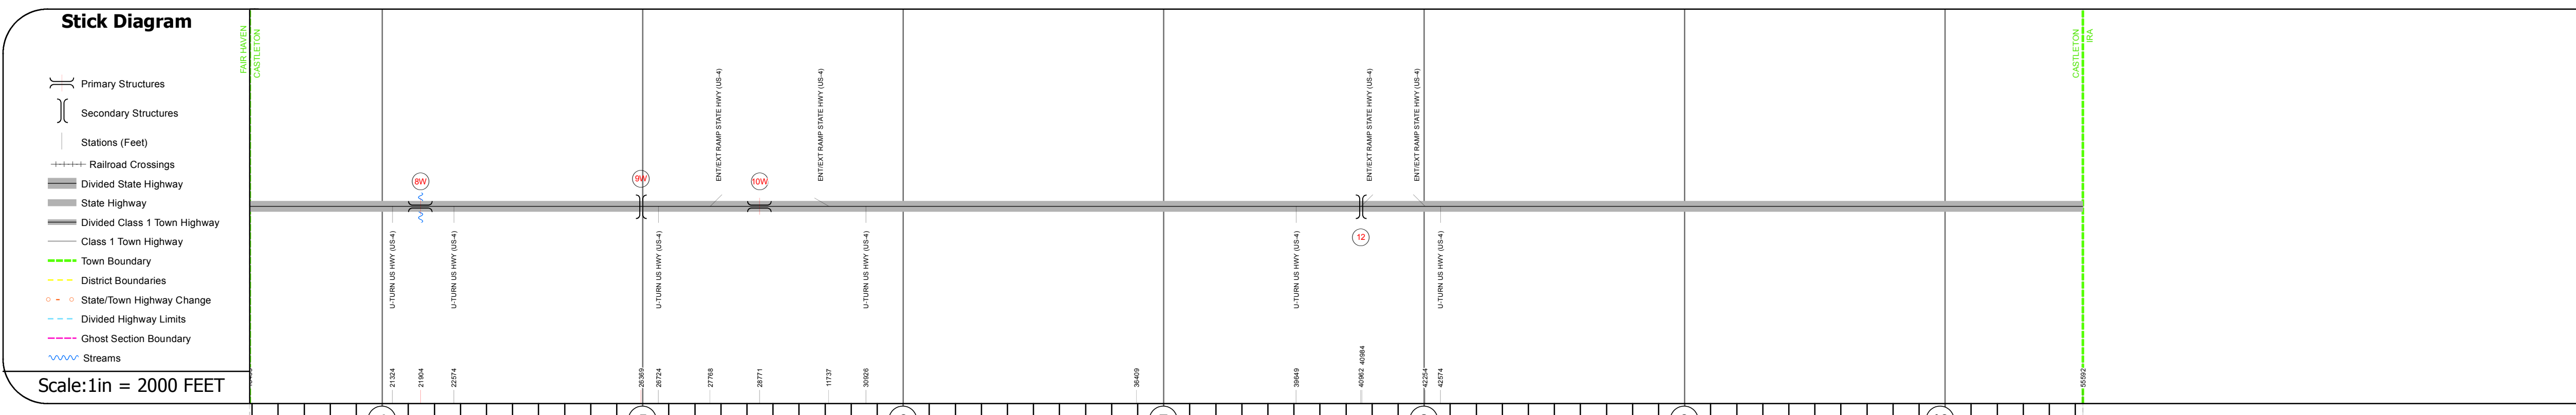 Stick Diagram
Primary Structures
Secondary Structures
Stations (Feet)
Railroad Crossings
Divided State Highway
State Highway
Divided Class 1 Town Highway
Class 1 Town Highway
Town Boundary
District Boundaries
State/Town Highway Change
Divided Highway Limits
Ghost Section Boundary
Streams
Scale:1in = 2000 FEET
FAIR HAVEN
CASTLETON
CASTLETON
IRA
ENT/EXT RAMP STATE HWY (US-4)
ENT/EXT RAMP STATE HWY (US-4)
ENT/EXT RAMP STATE HWY (US-4)
ENT/EXT RAMP STATE HWY (US-4)
8W
9W
10W
12
U-TURN US HWY (US-4)
U-TURN US HWY (US-4)
U-TURN US HWY (US-4)
U-TURN US HWY (US-4)
U-TURN US HWY (US-4)
U-TURN US HWY (US-4)
21324
21904
22574
26369
26724
27768
28771
11737
30926
36409
39649
40962 40984
42254
42574
55592